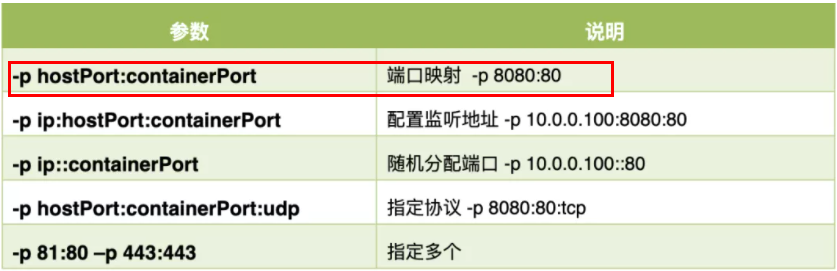 参数 说明
-p hostPort:containerPort 端口映射 -p 8080:80
-p ip:hostPort:containerPort 配置监听地址 -p 10.0.0.100:8080:80
-p ip::containerPort 随机分配端口 -p 10.0.0.100::80
-p hostPort:containerPort:udp 指定协议 -p 8080:80:tcp
-p 81:80 –p 443:443 指定多个